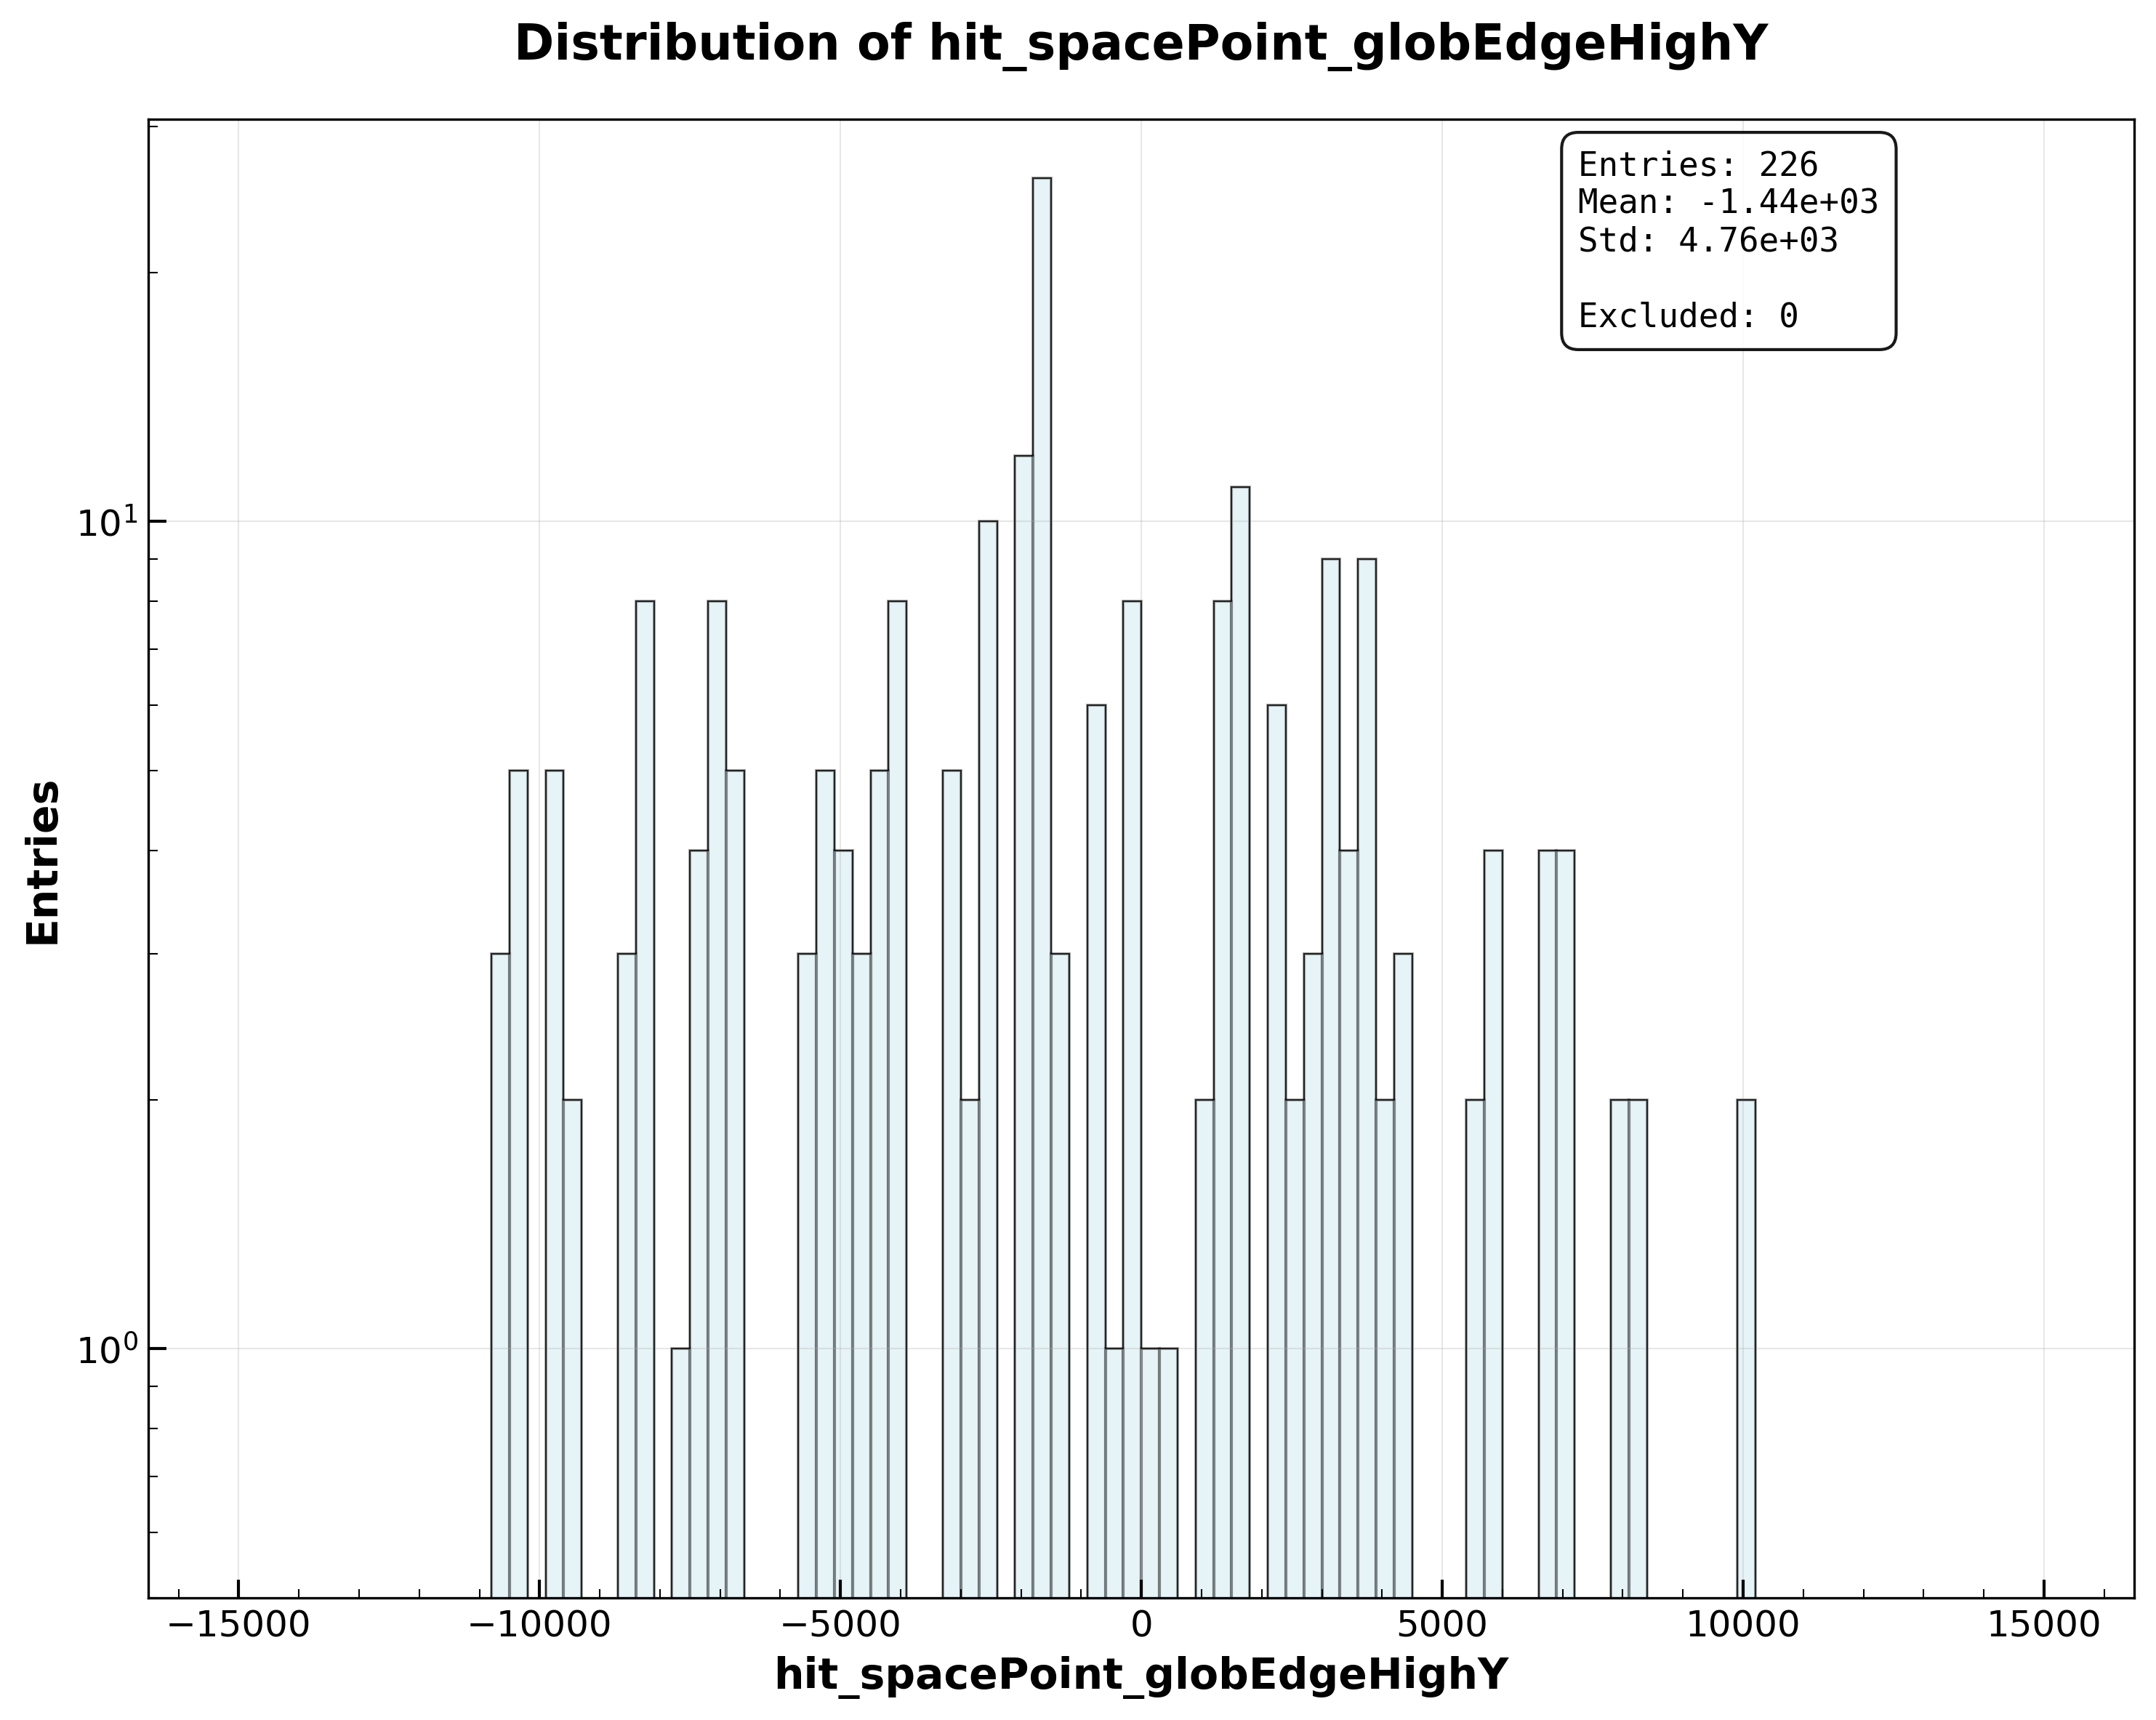 Distribution of hit_spacePoint_globEdgeHighY
Entries: 226
Mean: -1.44e+03
Std: 4.76e+03
Excluded: 0
Entries
10¹
10⁰
−15000 −10000 −5000 0 5000 10000 15000
hit_spacePoint_globEdgeHighY